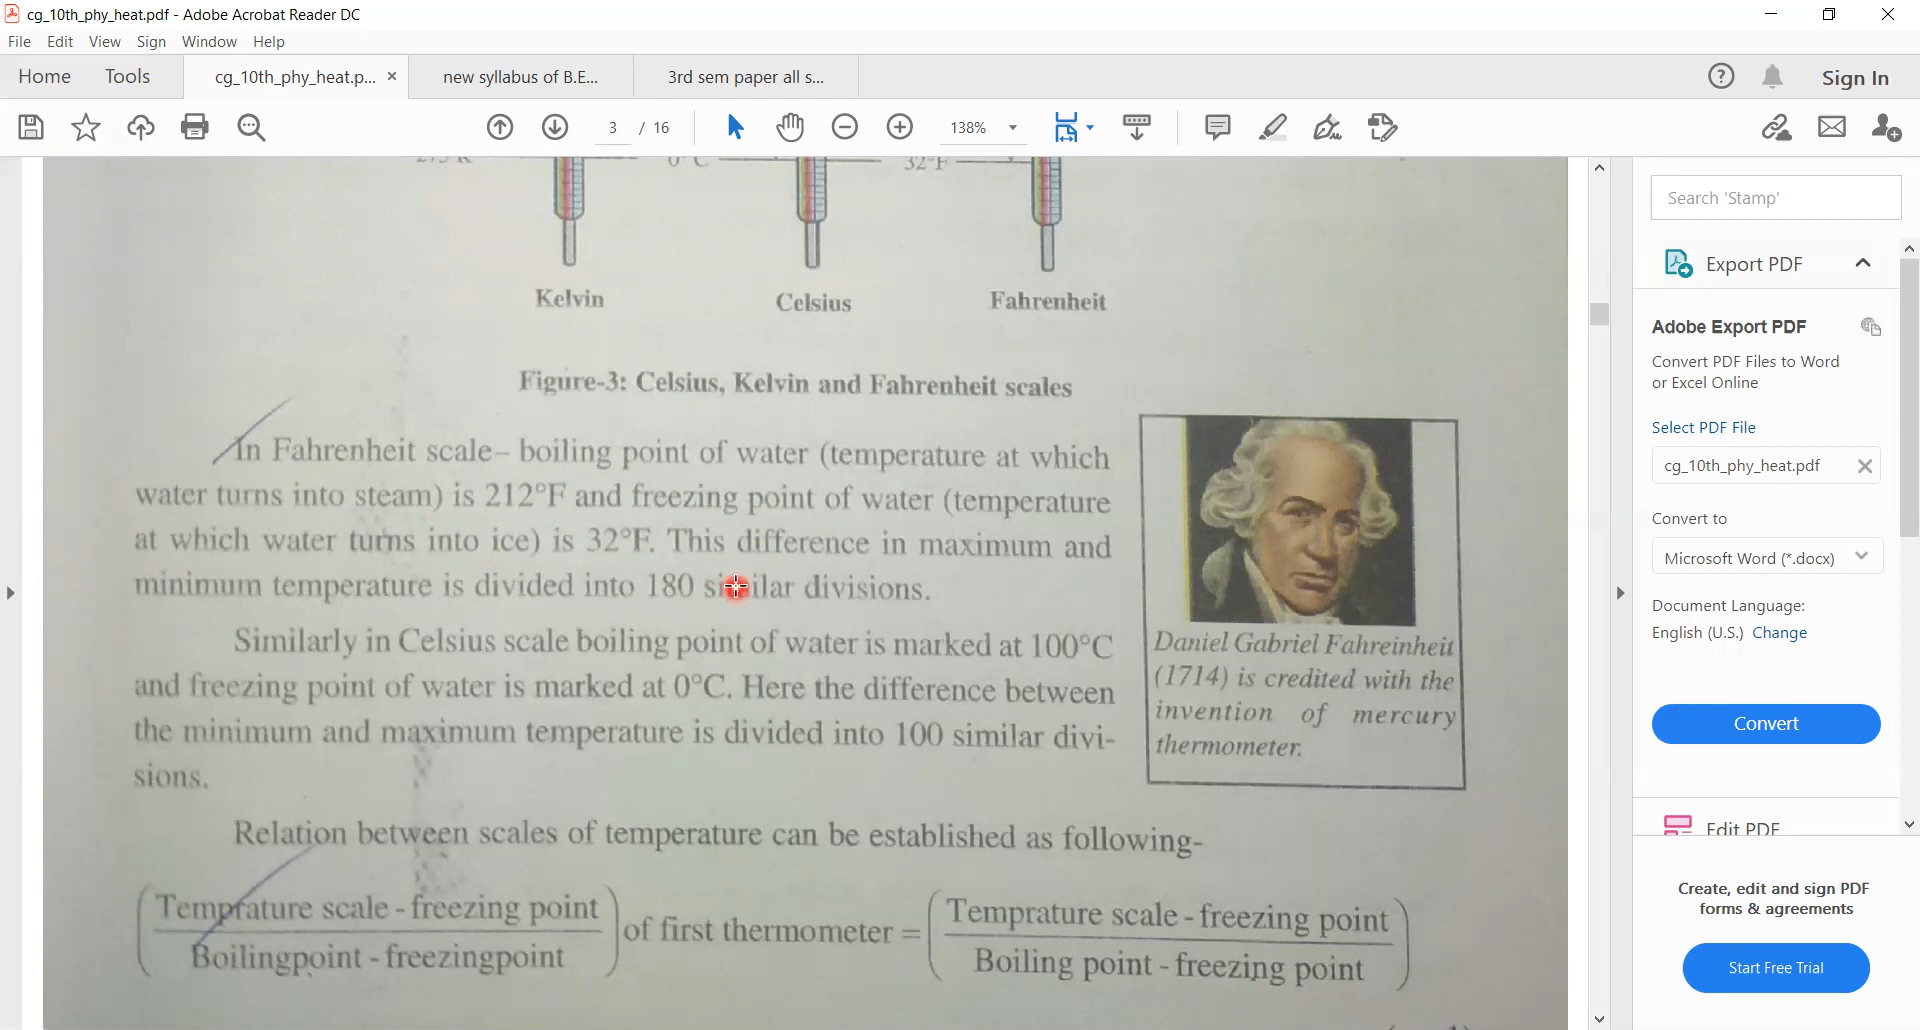 cg_10th_phy_heat.pdf - Adobe Acrobat Reader DC
File Edit View Sign Window Help
Home Tools cg_10th_phy_heat.p... × new syllabus of B.E... 3rd sem paper all s... Sign In
3 / 16 138%
0°C 32°F
Kelvin Celsius Fahrenheit
Figure-3: Celsius, Kelvin and Fahrenheit scales
In Fahrenheit scale– boiling point of water (temperature at which
water turns into steam) is 212°F and freezing point of water (temperature
at which water turns into ice) is 32°F. This difference in maximum and
minimum temperature is divided into 180 similar divisions.
Similarly in Celsius scale boiling point of water is marked at 100°C
and freezing point of water is marked at 0°C. Here the difference between
the minimum and maximum temperature is divided into 100 similar divi-
sions.
Daniel Gabriel Fahreinheit
(1714) is credited with the
invention of mercury
thermometer.
Relation between scales of temperature can be established as following-
(Temprature scale - freezing point / Boilingpoint - freezingpoint) of first thermometer = (Temprature scale - freezing point / Boiling point - freezing point)
Search 'Stamp'
Export PDF
Adobe Export PDF
Convert PDF Files to Word
or Excel Online
Select PDF File
cg_10th_phy_heat.pdf
Convert to
Microsoft Word (*.docx)
Document Language:
English (U.S.) Change
Convert
Edit PDF
Create, edit and sign PDF
forms & agreements
Start Free Trial